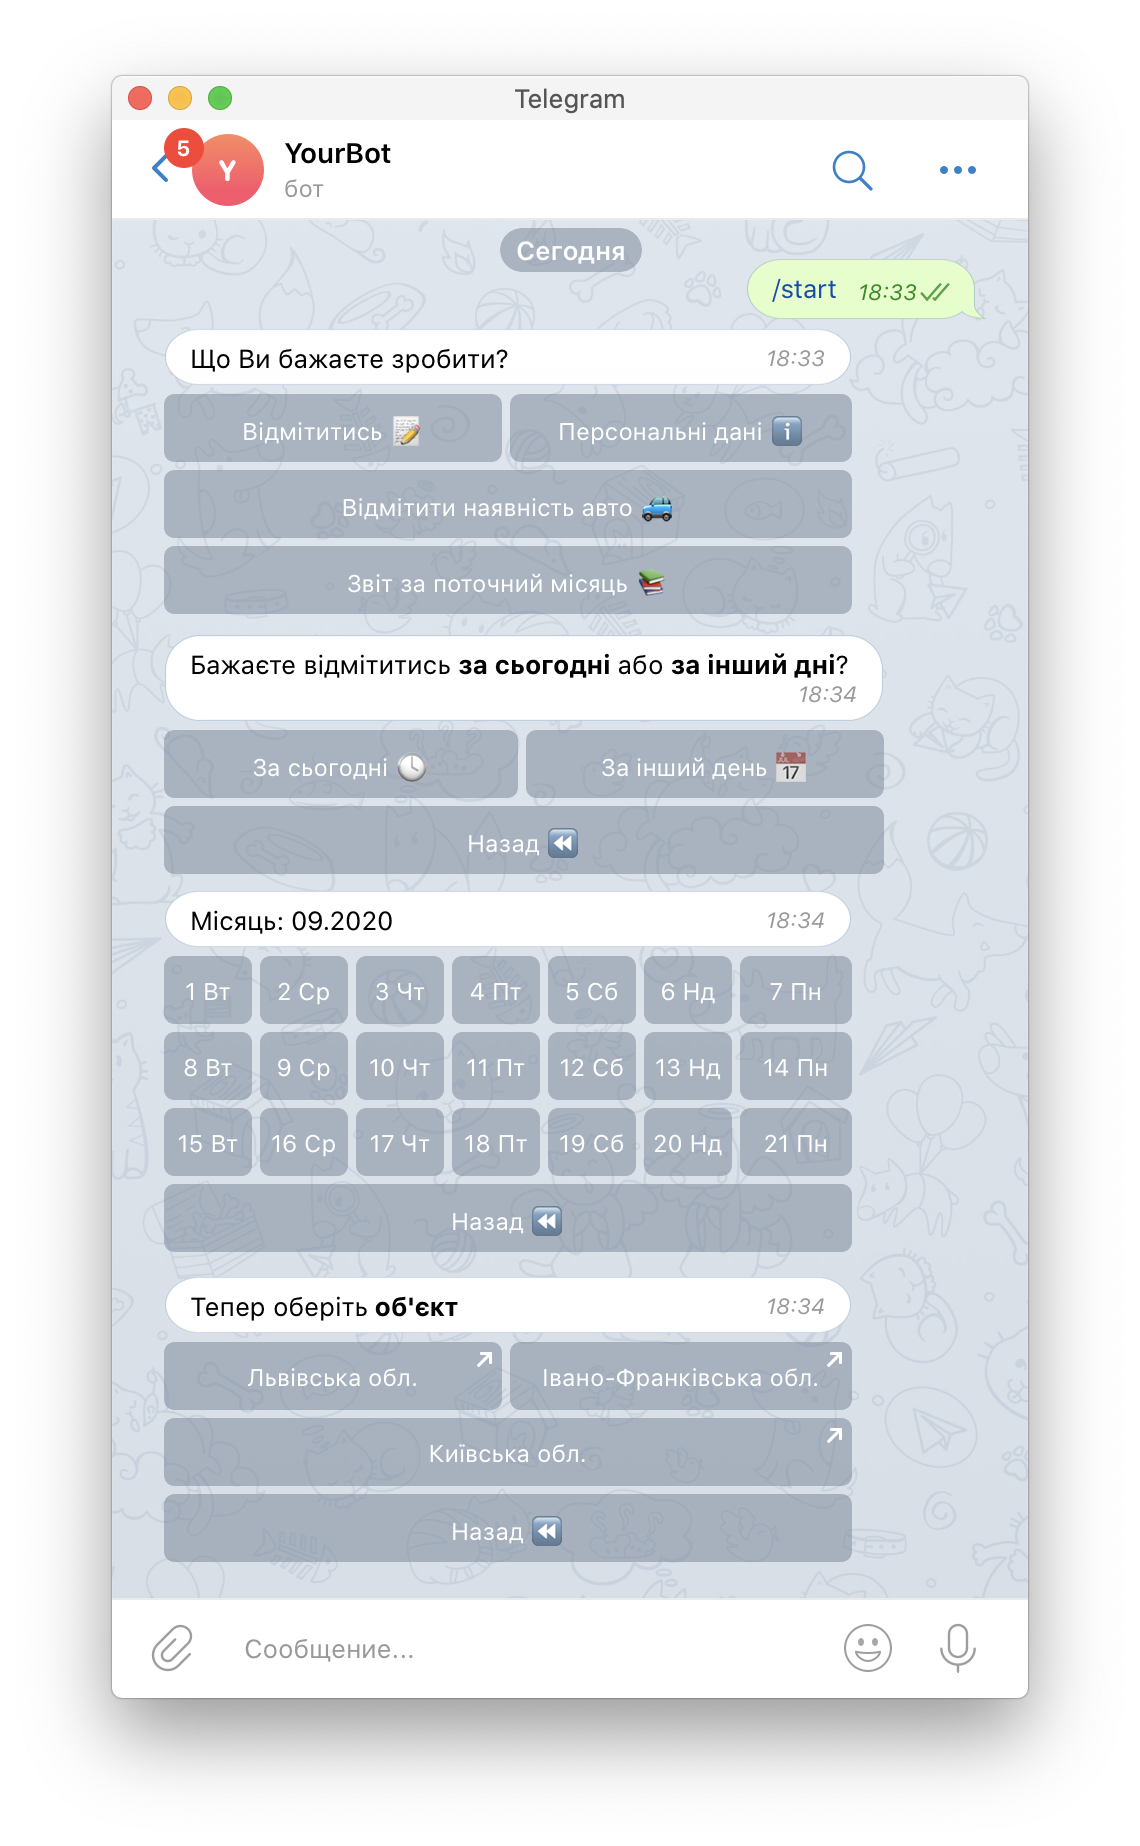 Telegram
5
Y
YourBot
бот
Сегодня
/start 18:33
Що Ви бажаєте зробити? 18:33
Відмітитись 📝 Персональні дані ℹ️
Відмітити наявність авто 🚙
Звіт за поточний місяць 📚
Бажаєте відмітитись за сьогодні або за інший дні?
18:34
За сьогодні 🕓 За інший день 📅 17
Назад ⏪
Місяць: 09.2020 18:34
1 Вт 2 Ср 3 Чт 4 Пт 5 Сб 6 Нд 7 Пн
8 Вт 9 Ср 10 Чт 11 Пт 12 Сб 13 Нд 14 Пн
15 Вт 16 Ср 17 Чт 18 Пт 19 Сб 20 Нд 21 Пн
Назад ⏪
Тепер оберіть об'єкт 18:34
Львівська обл. Івано-Франківська обл.
Київська обл.
Назад ⏪
Сообщение...